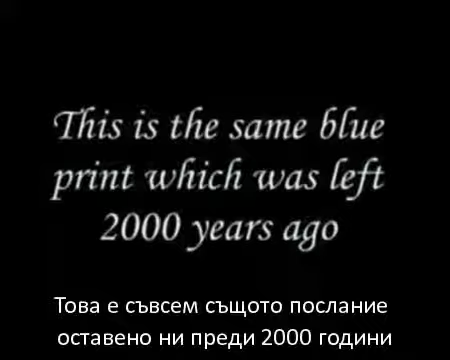 This is the same blue
print which was left
2000 years ago
Това е съвсем същото послание
оставено ни преди 2000 години